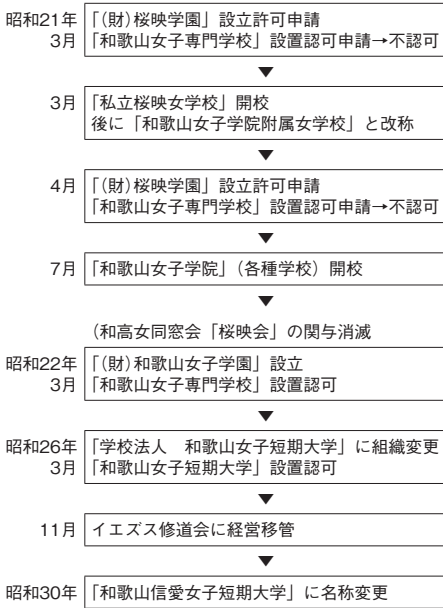 昭和21年 「(財)桜映学園」設立許可申請
3月 「和歌山女子専門学校」設置認可申請→不認可
▼
3月 「私立桜映女学校」開校
後に「和歌山女子学院附属女学校」と改称
▼
4月 「(財)桜映学園」設立許可申請
「和歌山女子専門学校」設置認可申請→不認可
▼
7月 「和歌山女子学院」(各種学校)開校
▼
(和高女同窓会「桜映会」の関与消滅
昭和22年 「(財)和歌山女子学園」設立
3月 「和歌山女子専門学校」設置認可
▼
昭和26年 「学校法人 和歌山女子短期大学」に組織変更
3月 「和歌山女子短期大学」設置認可
▼
11月 イエズス修道会に経営移管
▼
昭和30年 「和歌山信愛女子短期大学」に名称変更